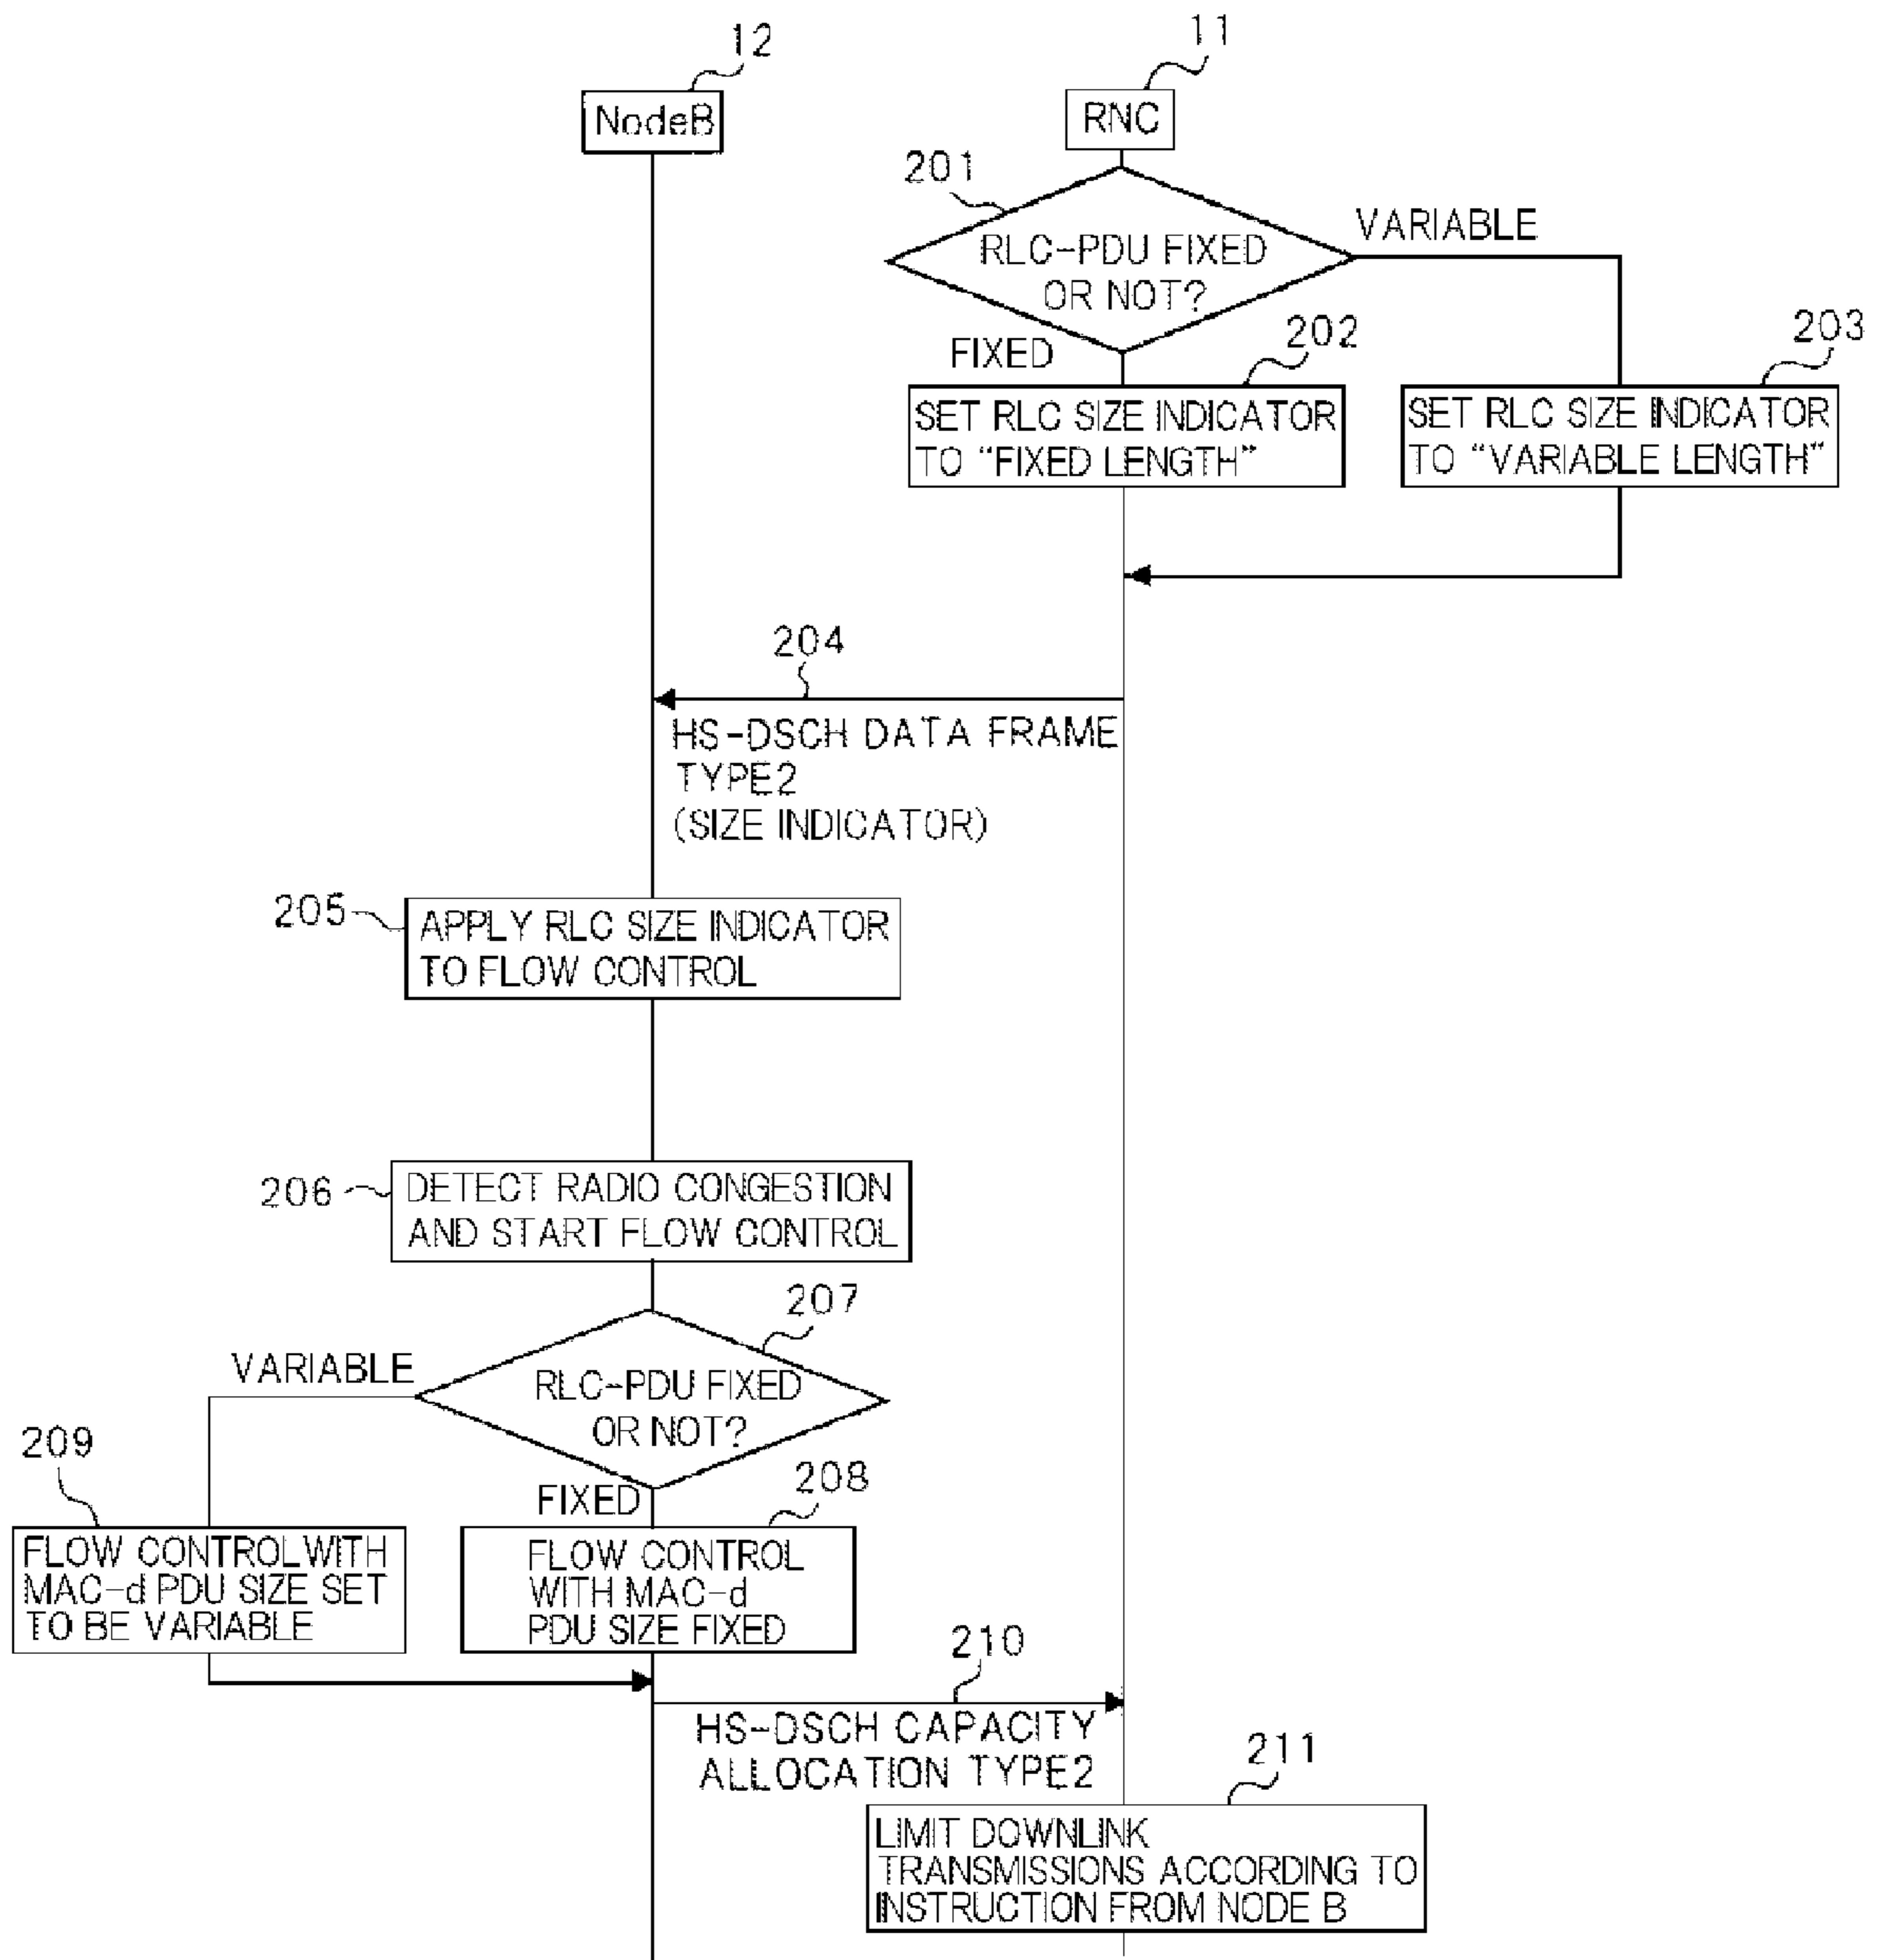 12
11
NodeB
RNC
201
VARIABLE
RLC-PDU FIXED
OR NOT?
FIXED
202
203
SET RLC SIZE INDICATOR
TO “FIXED LENGTH”
SET RLC SIZE INDICATOR
TO “VARIABLE LENGTH”
204
HS-DSCH DATA FRAME
TYPE2
(SIZE INDICATOR)
205
APPLY RLC SIZE INDICATOR
TO FLOW CONTROL
206
DETECT RADIO CONGESTION
AND START FLOW CONTROL
207
VARIABLE
RLC-PDU FIXED
OR NOT?
209
208
FIXED
FLOW CONTROL WITH
MAC-d PDU SIZE SET
TO BE VARIABLE
FLOW CONTROL
WITH MAC-d
PDU SIZE FIXED
210
HS-DSCH CAPACITY
ALLOCATION TYPE2
211
LIMIT DOWNLINK
TRANSMISSIONS ACCORDING TO
INSTRUCTION FROM NODE B